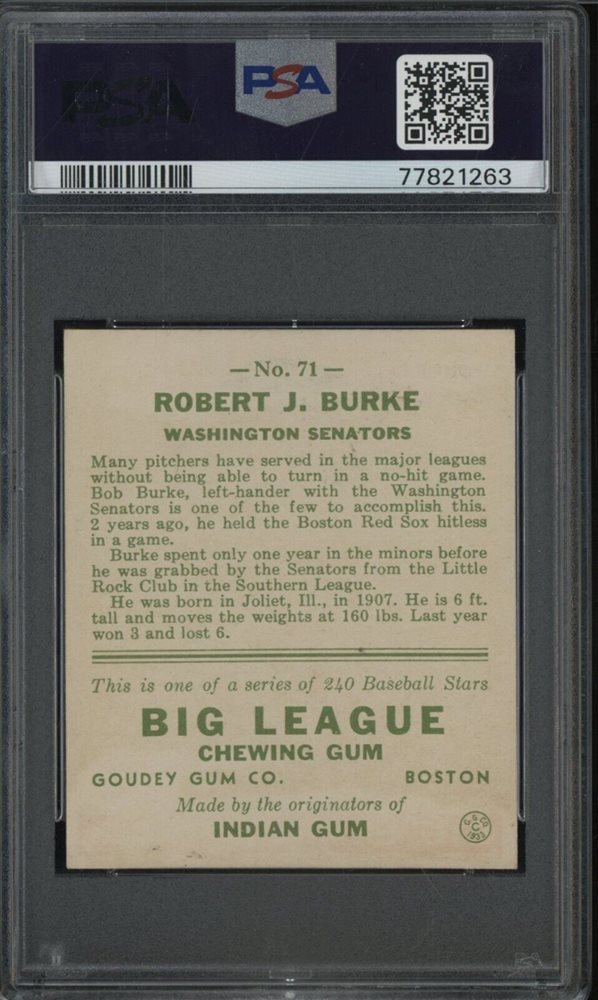 PSA
PSA
77821263
— No. 71 —
ROBERT J. BURKE
WASHINGTON SENATORS
Many pitchers have served in the major leagues
without being able to turn in a no-hit game.
Bob Burke, left-hander with the Washington
Senators is one of the few to accomplish this.
2 years ago, he held the Boston Red Sox hitless
in a game.
Burke spent only one year in the minors before
he was grabbed by the Senators from the Little
Rock Club in the Southern League.
He was born in Joliet, Ill., in 1907. He is 6 ft.
tall and moves the weights at 160 lbs. Last year
won 3 and lost 6.
This is one of a series of 240 Baseball Stars
BIG LEAGUE
CHEWING GUM
GOUDEY GUM CO. BOSTON
Made by the originators of
INDIAN GUM
G G CO
C
1933